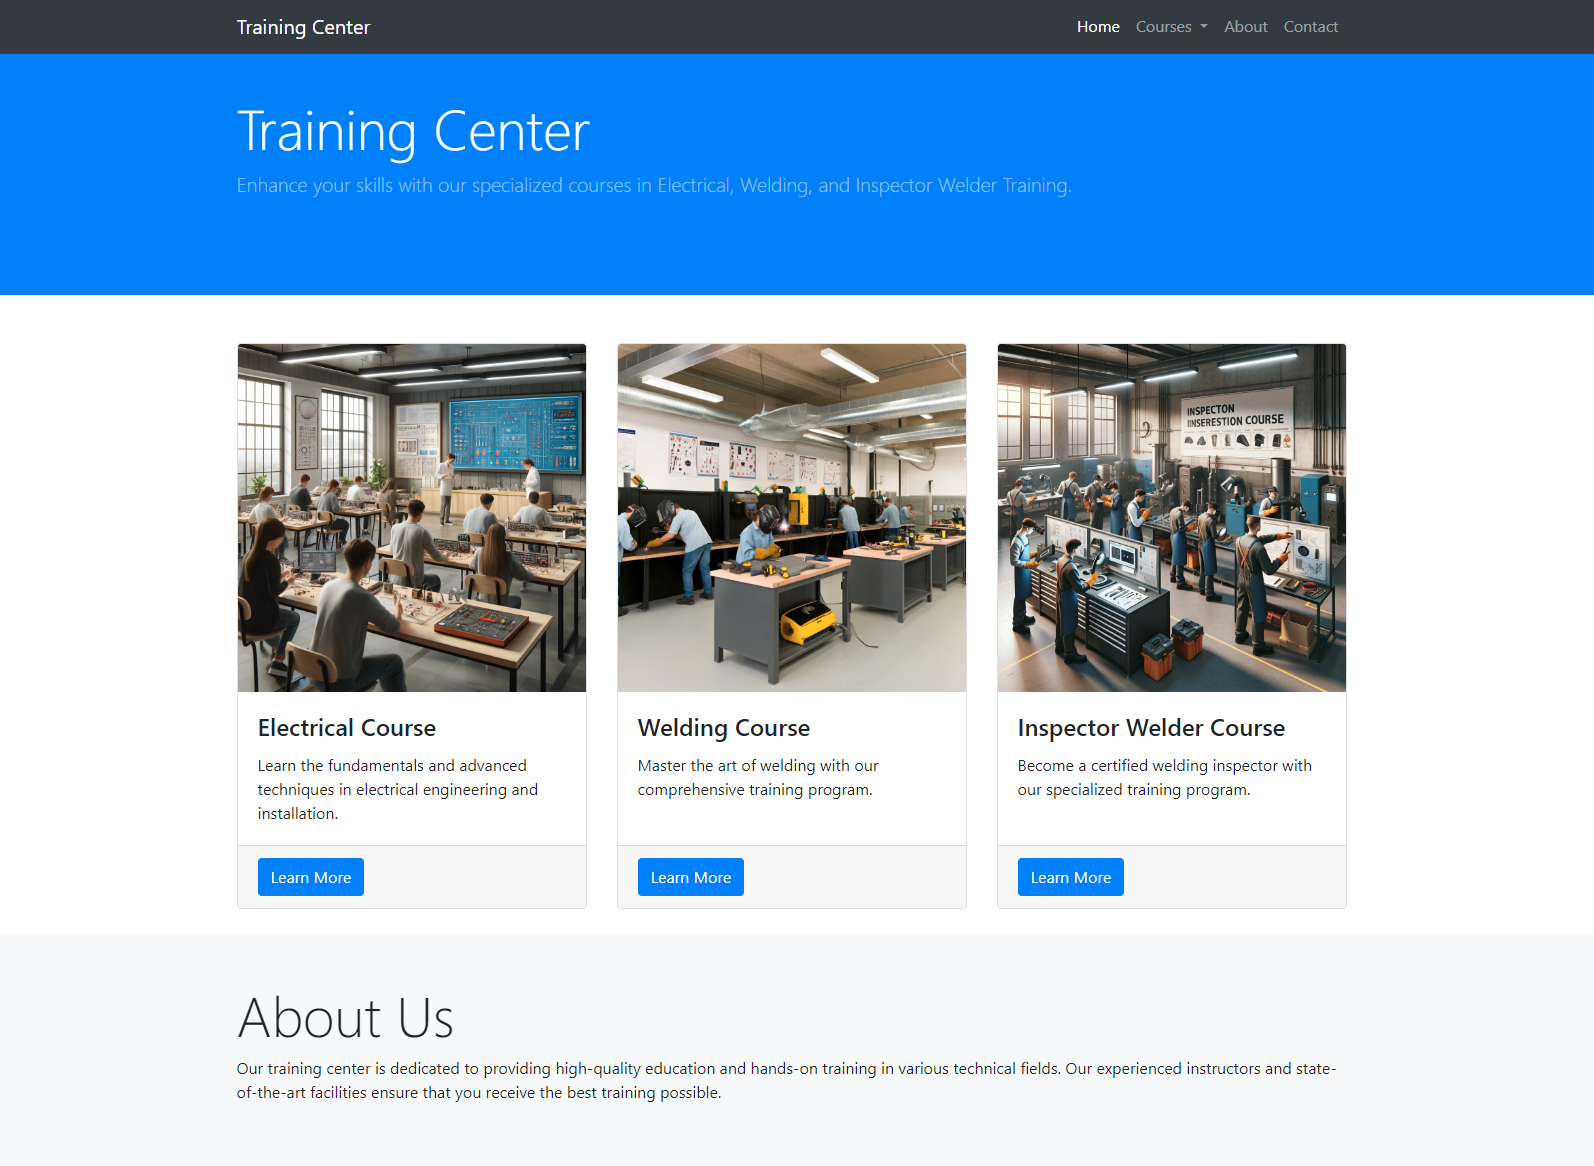 Training Center
Home Courses About Contact
Training Center
Enhance your skills with our specialized courses in Electrical, Welding, and Inspector Welder Training.
INSPECTON
IINSERESTION COURSE
Electrical Course
Learn the fundamentals and advanced
techniques in electrical engineering and
installation.
Learn More
Welding Course
Master the art of welding with our
comprehensive training program.
Learn More
Inspector Welder Course
Become a certified welding inspector with
our specialized training program.
Learn More
About Us
Our training center is dedicated to providing high-quality education and hands-on training in various technical fields. Our experienced instructors and state-
of-the-art facilities ensure that you receive the best training possible.